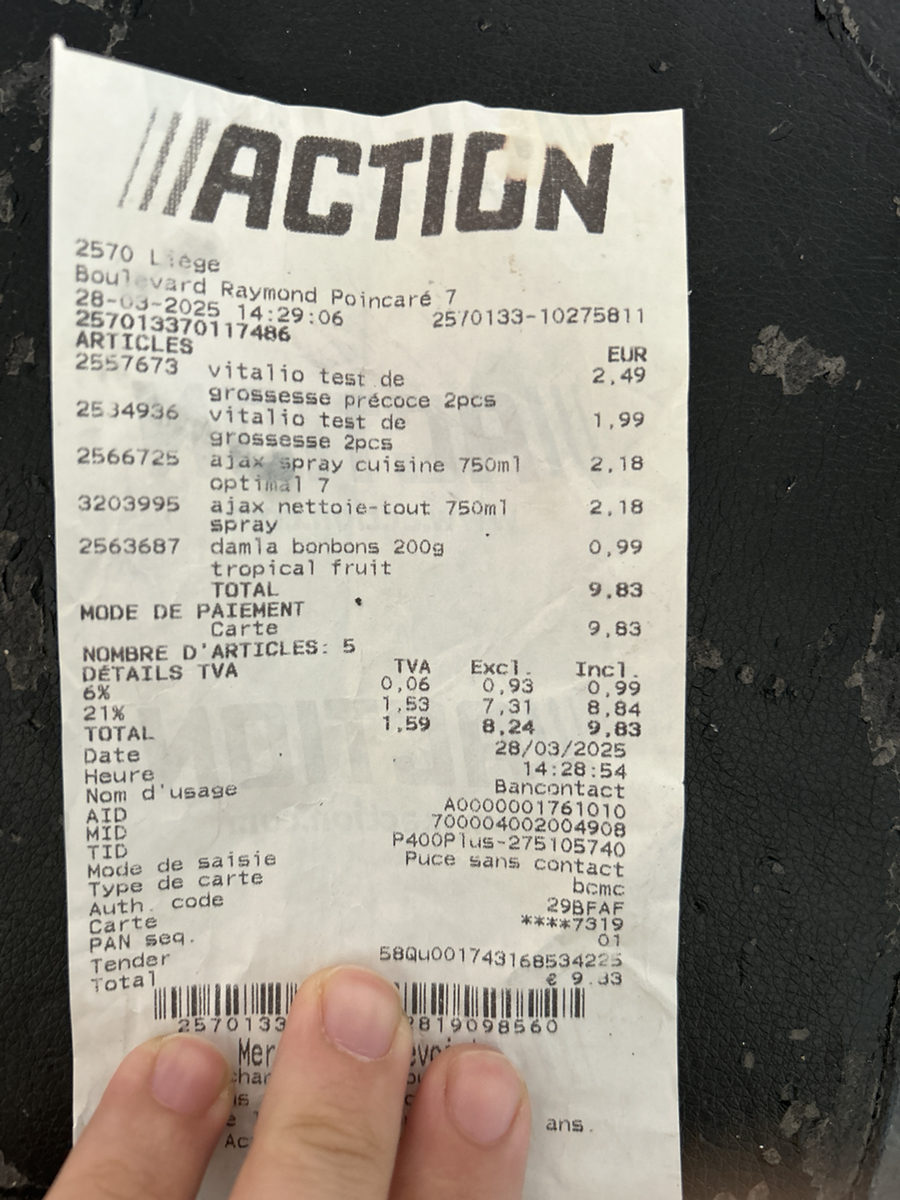 ACTION
2570 Liège
Boulevard Raymond Poincaré 7
28-03-2025 14:29:06 2570133-10275811
257013370117486
ARTICLES EUR
2557673 vitalio test de 2,49
grossesse précoce 2pcs
2534936 vitalio test de 1,99
grossesse 2pcs
2566725 ajax spray cuisine 750ml 2,18
optimal 7
3203995 ajax nettoie-tout 750ml 2,18
spray
2563687 damla bonbons 200g 0,99
tropical fruit
TOTAL 9,83
MODE DE PAIEMENT
Carte 9,83
NOMBRE D'ARTICLES: 5
DÉTAILS TVA TVA Excl. Incl.
6% 0,06 0,93 0,99
21% 1,53 7,31 8,84
TOTAL 1,59 8,24 9,83
Date 28/03/2025
Heure 14:28:54
Nom d'usage Bancontact
AID A0000001761010
MID 700004002004908
TID P400Plus-275105740
Mode de saisie Puce sans contact
Type de carte bcmc
Auth. code 29BFAF
Carte ****7319
PAN seq. 01
Tender 58Qu001743168534225
Total € 9.83
2570133 2819098560
ans.